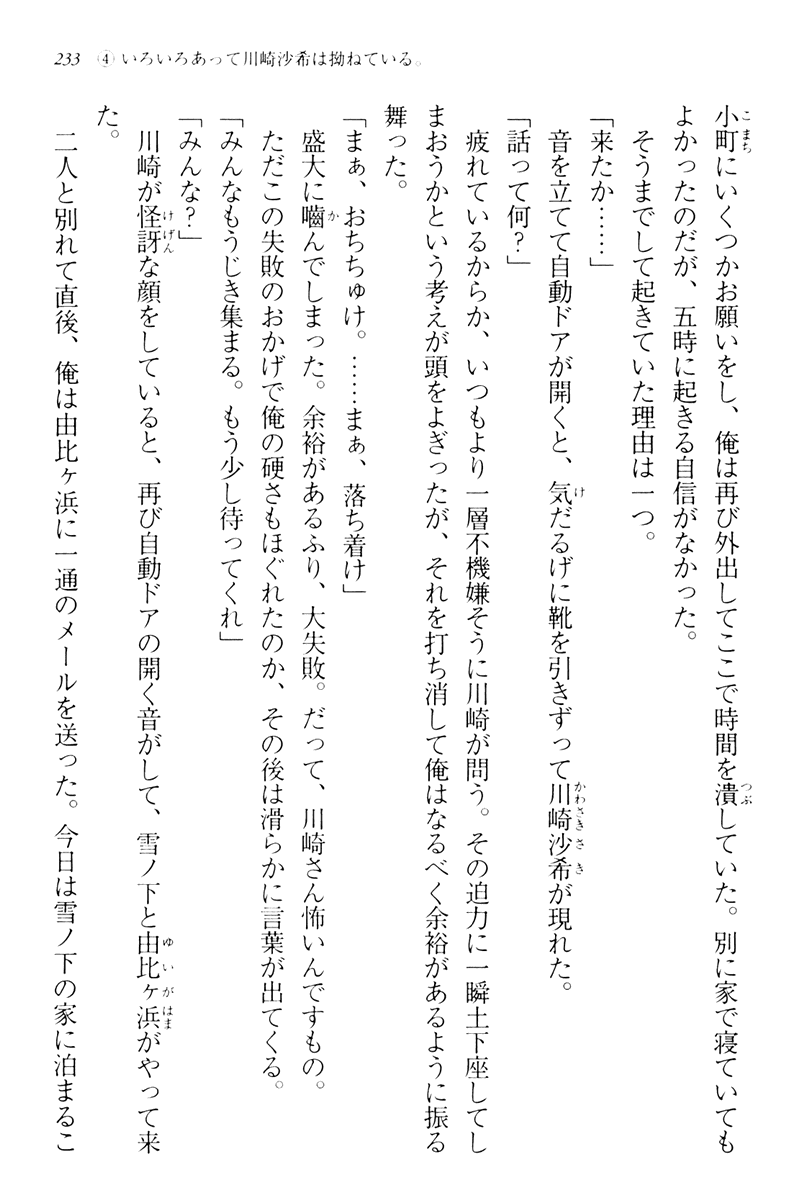 233 ④いろいろあって川崎沙希は拗ねている。
小町にいくつかお願いをし、俺は再び外出してここで時間を潰していた。別に家で寝ていても
よかったのだが、五時に起きる自信がなかった。
そうまでして起きていた理由は一つ。
「来たか……」
音を立てて自動ドアが開くと、気だるげに靴を引きずって川崎沙希が現れた。
「話って何?」
疲れているからか、いつもより一層不機嫌そうに川崎が問う。その迫力に一瞬土下座してし
まおうかという考えが頭をよぎったが、それを打ち消して俺はなるべく余裕があるように振る
舞った。
「まぁ、おちちゅけ。……まぁ、落ち着け」
盛大に嚙んでしまった。余裕があるふり、大失敗。だって、川崎さん怖いんですもの。
ただこの失敗のおかげで俺の硬さもほぐれたのか、その後は滑らかに言葉が出てくる。
「みんなもうじき集まる。もう少し待ってくれ」
「みんな?」
川崎が怪訝な顔をしていると、再び自動ドアの開く音がして、雪ノ下と由比ヶ浜がやって来
た。
二人と別れて直後、俺は由比ヶ浜に一通のメールを送った。今日は雪ノ下の家に泊まるこ